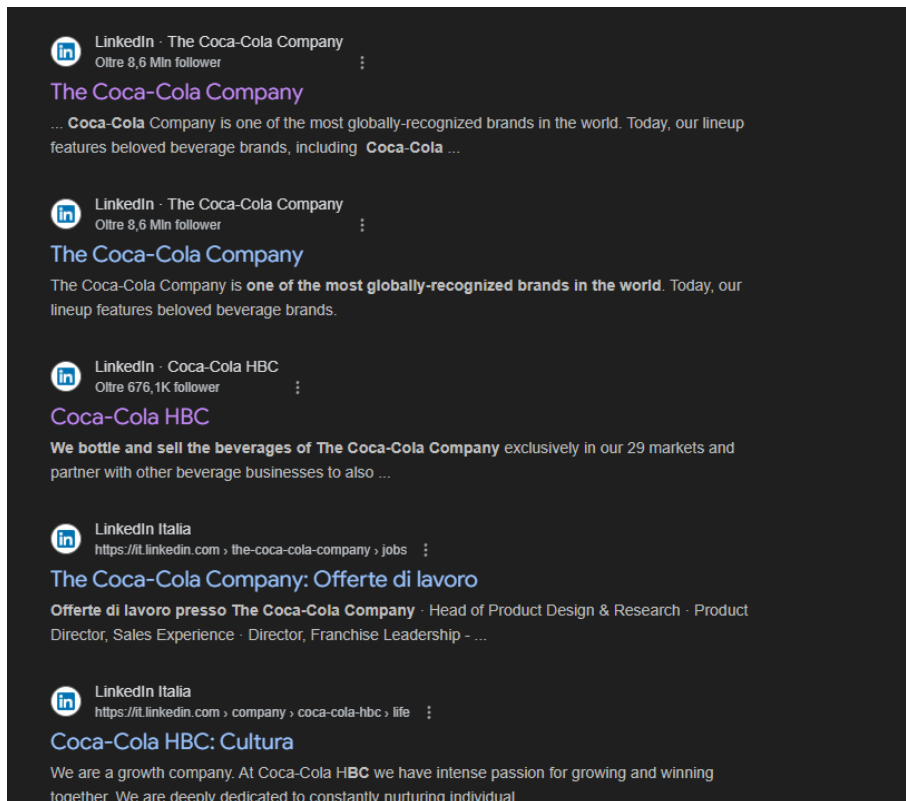 LinkedIn · The Coca-Cola Company
Oltre 8,6 Mln follower
The Coca-Cola Company
... Coca-Cola Company is one of the most globally-recognized brands in the world. Today, our lineup
features beloved beverage brands, including Coca-Cola ...
LinkedIn · The Coca-Cola Company
Oltre 8,6 Mln follower
The Coca-Cola Company
The Coca-Cola Company is one of the most globally-recognized brands in the world. Today, our
lineup features beloved beverage brands.
LinkedIn · Coca-Cola HBC
Oltre 676,1K follower
Coca-Cola HBC
We bottle and sell the beverages of The Coca-Cola Company exclusively in our 29 markets and
partner with other beverage businesses to also ...
LinkedIn Italia
https://it.linkedin.com › the-coca-cola-company › jobs
The Coca-Cola Company: Offerte di lavoro
Offerte di lavoro presso The Coca-Cola Company · Head of Product Design & Research · Product
Director, Sales Experience · Director, Franchise Leadership - ...
LinkedIn Italia
https://it.linkedin.com › company › coca-cola-hbc › life
Coca-Cola HBC: Cultura
We are a growth company. At Coca-Cola HBC we have intense passion for growing and winning
together. We are deeply dedicated to constantly nurturing individual